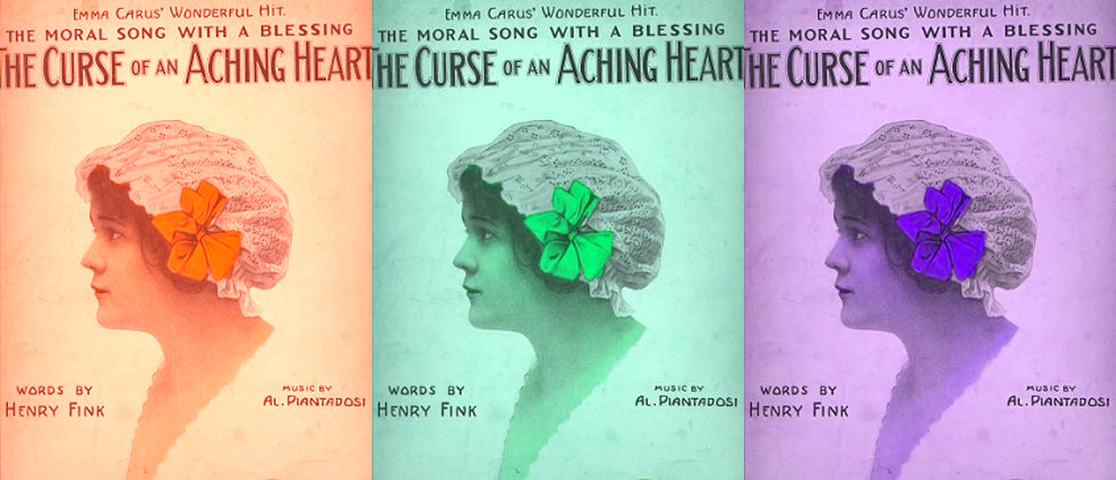 Emma Carus' Wonderful Hit.
THE MORAL SONG WITH A BLESSING
THE CURSE OF AN ACHING HEART
WORDS BY
HENRY FINK
MUSIC BY
AL. PIANTADOSI
Emma Carus' Wonderful Hit.
THE MORAL SONG WITH A BLESSING
THE CURSE OF AN ACHING HEART
WORDS BY
HENRY FINK
MUSIC BY
AL. PIANTADOSI
Emma Carus' Wonderful Hit.
THE MORAL SONG WITH A BLESSING
THE CURSE OF AN ACHING HEART
WORDS BY
HENRY FINK
MUSIC BY
AL. PIANTADOSI